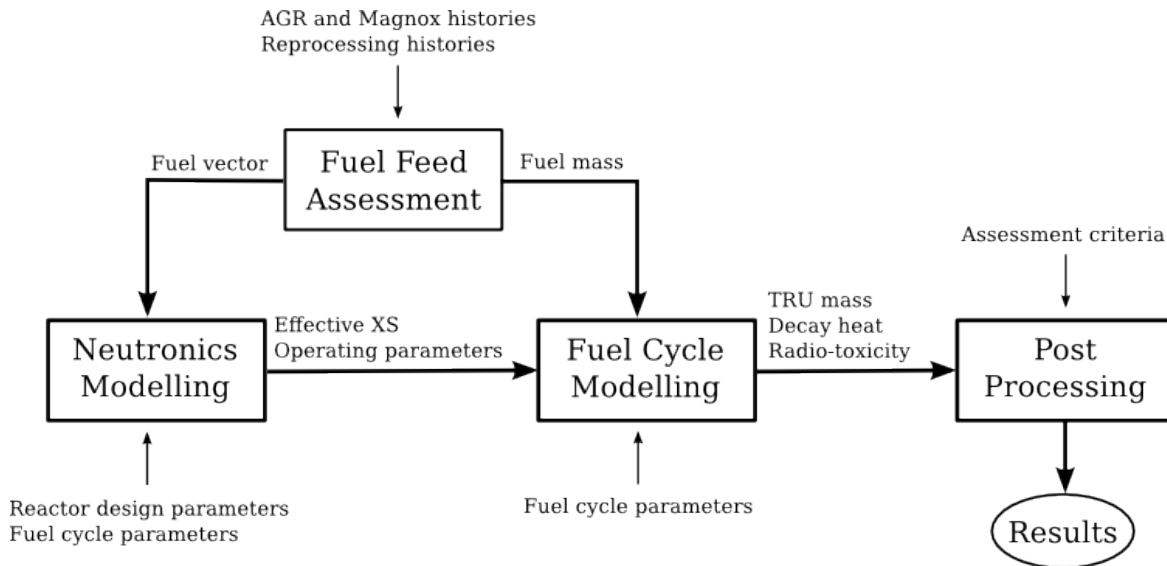 AGR and Magnox histories
Reprocessing histories
Fuel vector
Fuel Feed
Assessment
Fuel mass
Assessment criteria
Neutronics
Modelling
Effective XS
Operating parameters
Fuel Cycle
Modelling
TRU mass
Decay heat
Radio-toxicity
Post
Processing
Reactor design parameters
Fuel cycle parameters
Fuel cycle parameters
Results